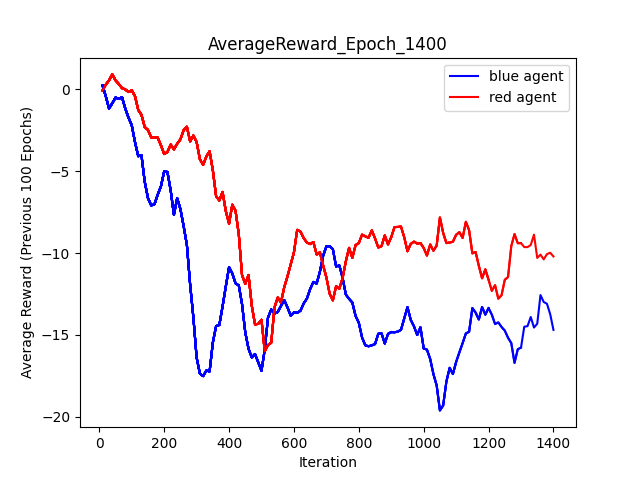 AverageReward_Epoch_1400
blue agent
red agent
Average Reward (Previous 100 Epochs)
0
−5
−10
−15
−20
0 200 400 600 800 1000 1200 1400
Iteration